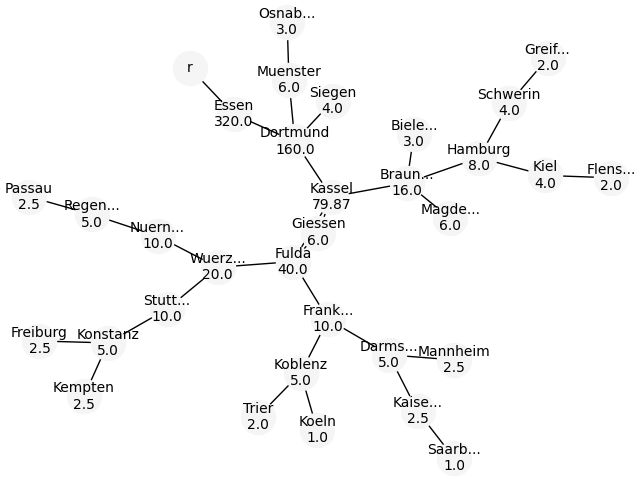 Osnab...
3.0
r
Muenster
6.0
Siegen
4.0
Essen
320.0
Dortmund
160.0
Greif...
2.0
Schwerin
4.0
Biele...
3.0
Hamburg
8.0
Kiel
4.0
Flens...
2.0
Braun...
16.0
Magde...
6.0
Kassel
79.87
Giessen
6.0
Fulda
40.0
Passau
2.5
Regen...
5.0
Nuern...
10.0
Wuerz...
20.0
Stutt...
10.0
Freiburg
2.5
Konstanz
5.0
Kempten
2.5
Frank...
10.0
Darms...
5.0
Mannheim
2.5
Koblenz
5.0
Trier
2.0
Koeln
1.0
Kaise...
2.5
Saarb...
1.0